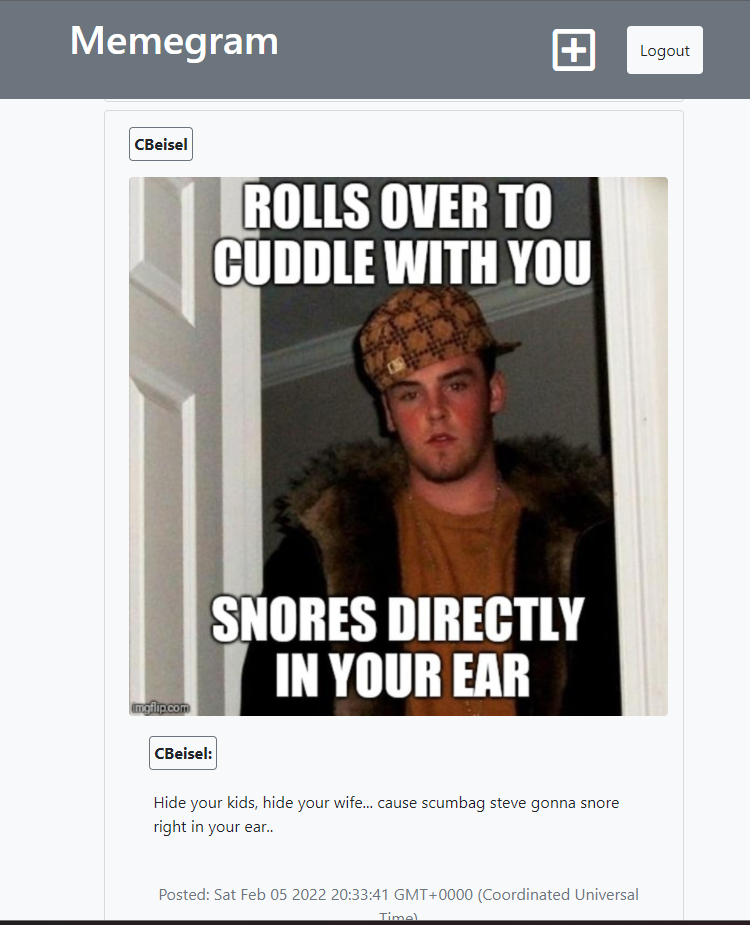 Memegram
Logout
CBeisel
ROLLS OVER TO
CUDDLE WITH YOU
SNORES DIRECTLY
IN YOUR EAR
imgflip.com
CBeisel:
Hide your kids, hide your wife... cause scumbag steve gonna snore
right in your ear..
Posted: Sat Feb 05 2022 20:33:41 GMT+0000 (Coordinated Universal
Time)